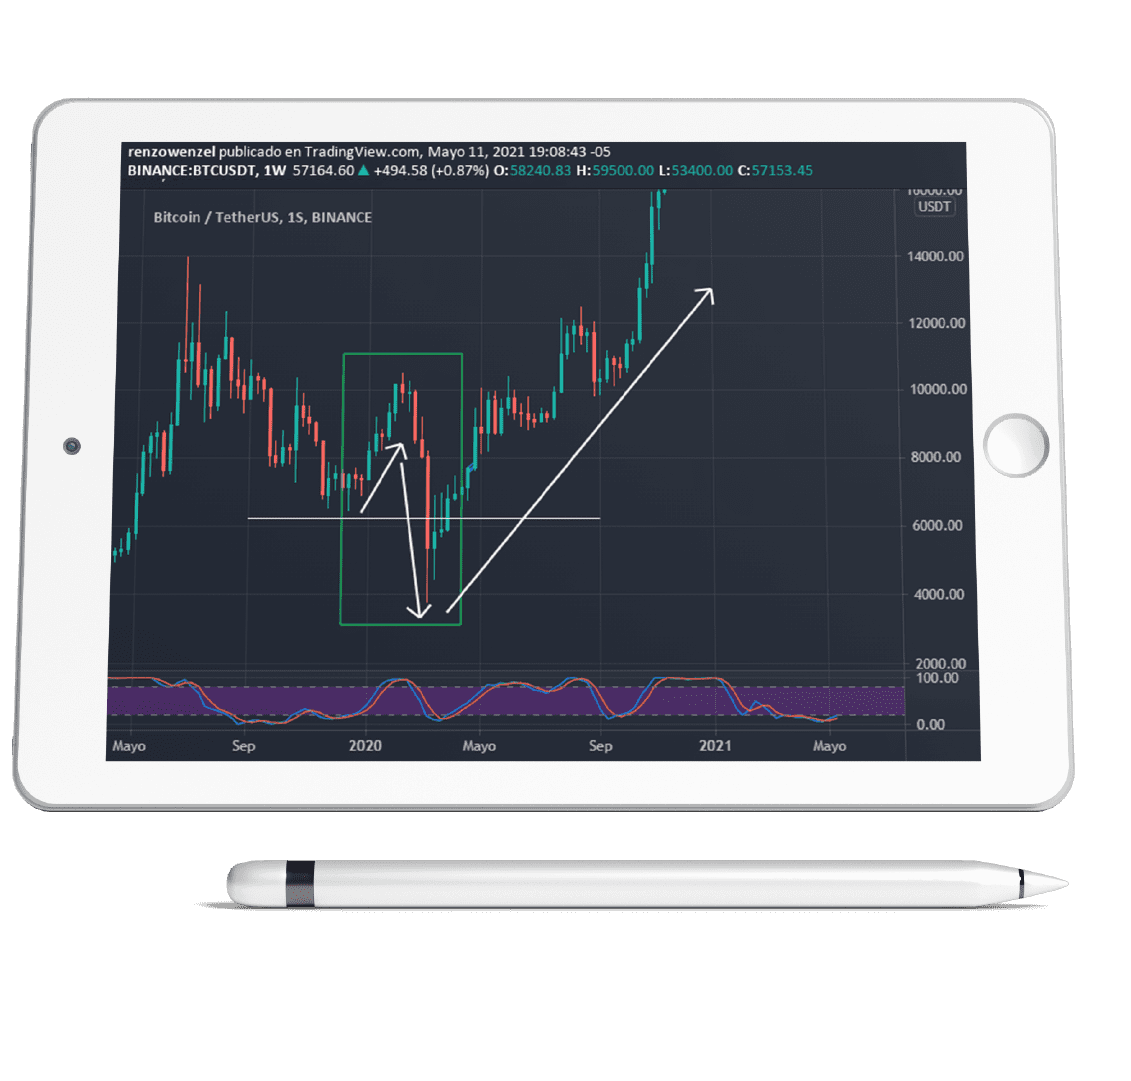 renzowenzel publicado en TradingView.com, Mayo 11, 2021 19:08:43 -05
BINANCE:BTCUSDT, 1W 57164.60 ▲ +494.58 (+0.87%) O:58240.83 H:59500.00 L:53400.00 C:57153.45
Bitcoin / TetherUS, 1S, BINANCE
16000.00
USDT
14000.00
12000.00
10000.00
8000.00
6000.00
4000.00
2000.00
100.00
0.00
Mayo Sep 2020 Mayo Sep 2021 Mayo